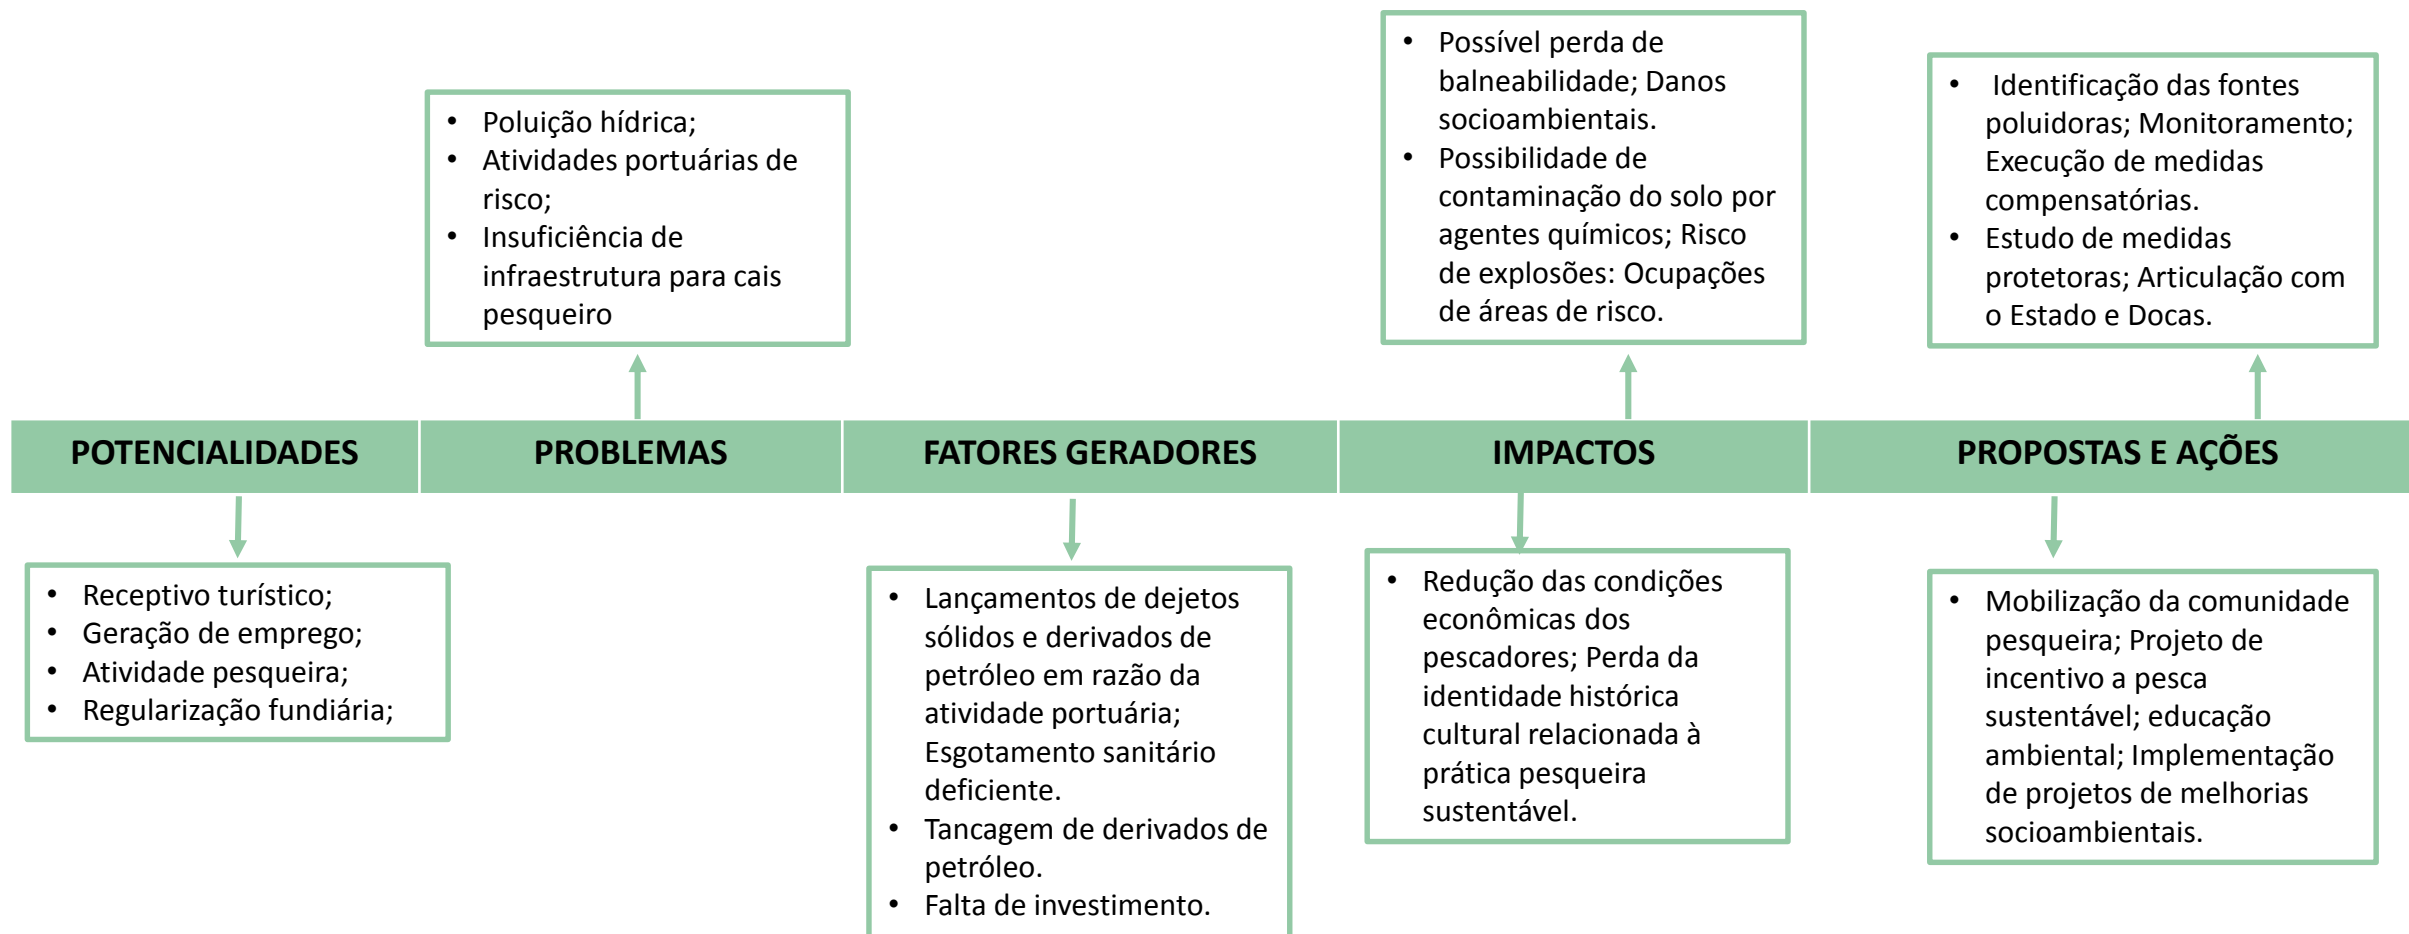 • Poluição hídrica;
• Atividades portuárias de
risco;
• Insuficiência de
infraestrutura para cais
pesqueiro
• Possível perda de
balneabilidade; Danos
socioambientais.
• Possibilidade de
contaminação do solo por
agentes químicos; Risco
de explosões: Ocupações
de áreas de risco.
• Identificação das fontes
poluidoras; Monitoramento;
Execução de medidas
compensatórias.
• Estudo de medidas
protetoras; Articulação com
o Estado e Docas.
POTENCIALIDADES
PROBLEMAS
FATORES GERADORES
IMPACTOS
PROPOSTAS E AÇÕES
• Receptivo turístico;
• Geração de emprego;
• Atividade pesqueira;
• Regularização fundiária;
• Lançamentos de dejetos
sólidos e derivados de
petróleo em razão da
atividade portuária;
Esgotamento sanitário
deficiente.
• Tancagem de derivados de
petróleo.
• Falta de investimento.
• Redução das condições
econômicas dos
pescadores; Perda da
identidade histórica
cultural relacionada à
prática pesqueira
sustentável.
• Mobilização da comunidade
pesqueira; Projeto de
incentivo a pesca
sustentável; educação
ambiental; Implementação
de projetos de melhorias
socioambientais.